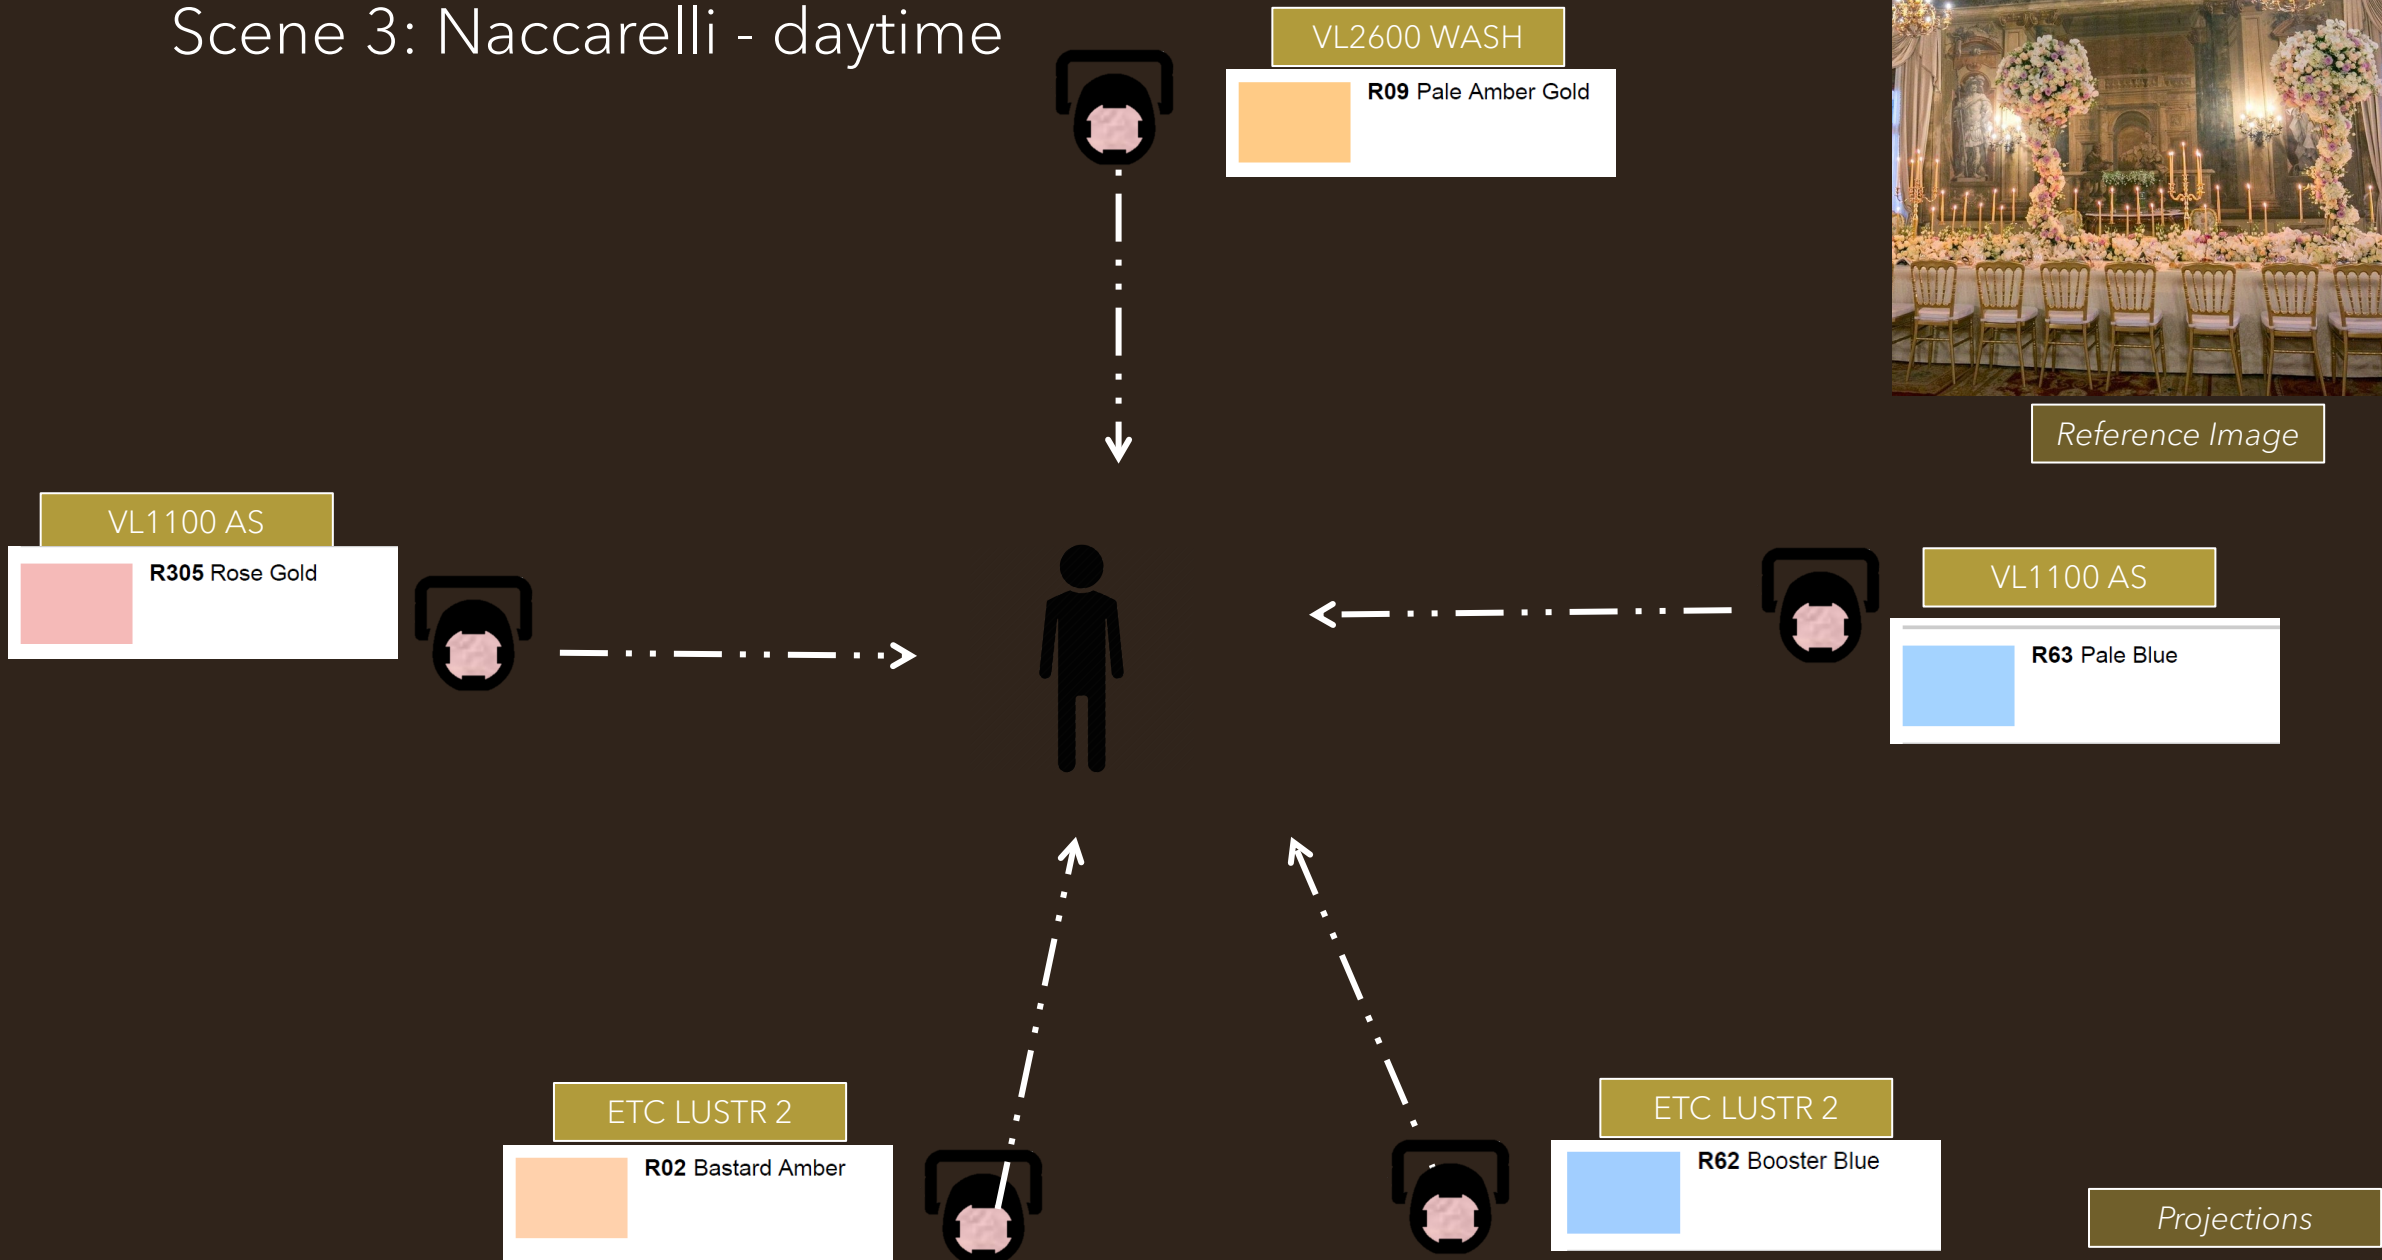 Scene 3: Naccarelli - daytime
VL2600 WASH
R09 Pale Amber Gold
Reference Image
VL1100 AS
R305 Rose Gold
VL1100 AS
R63 Pale Blue
ETC LUSTR 2
R02 Bastard Amber
ETC LUSTR 2
R62 Booster Blue
Projections